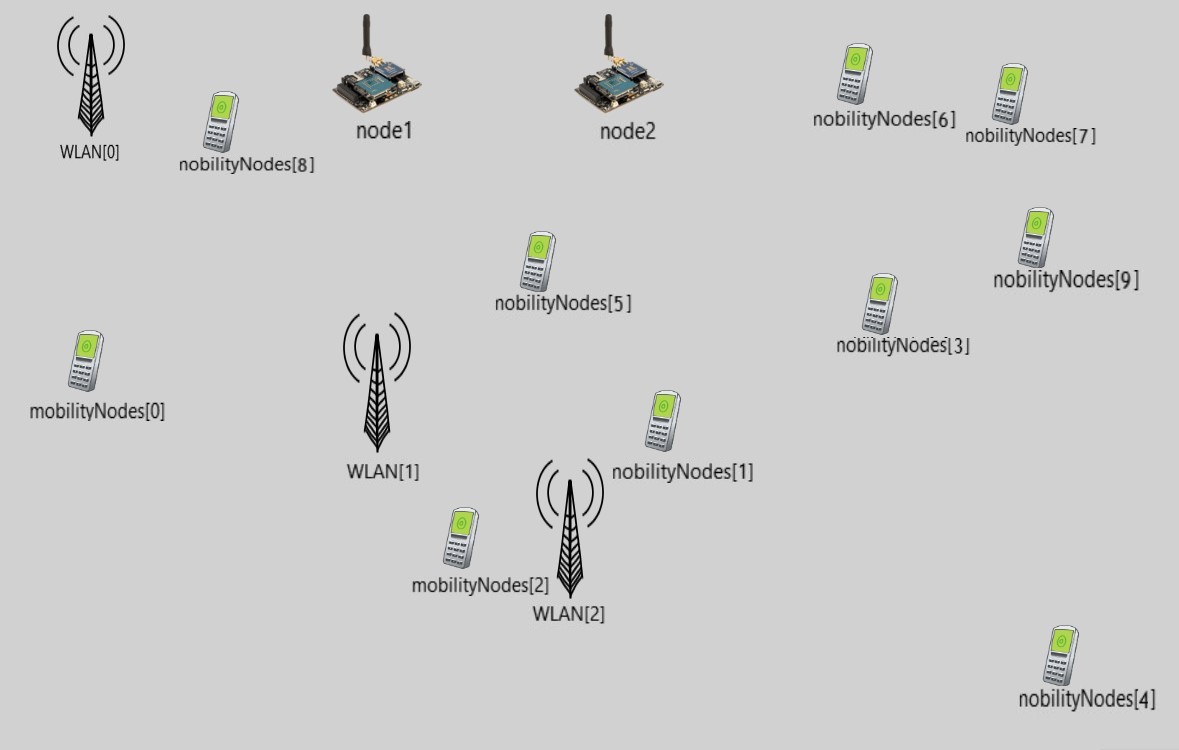 node1
node2
nobilityNodes[6]
nobilityNodes[7]
WLAN[0]
nobilityNodes[8]
nobilityNodes[9]
nobilityNodes[5]
nobilityNodes[3]
mobilityNodes[0]
WLAN[1]
nobilityNodes[1]
mobilityNodes[2]
WLAN[2]
nobilityNodes[4]